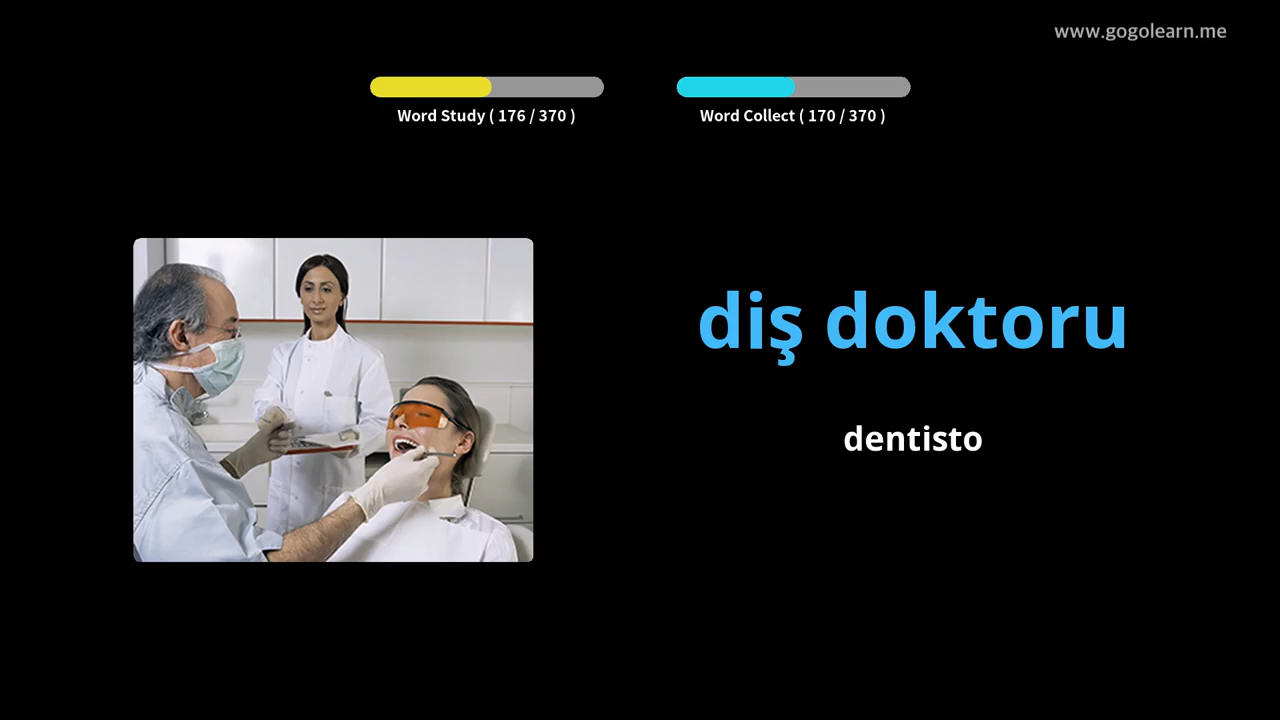 www.gogolearn.me
Word Study ( 176 / 370 )
Word Collect ( 170 / 370 )
diş doktoru
dentisto